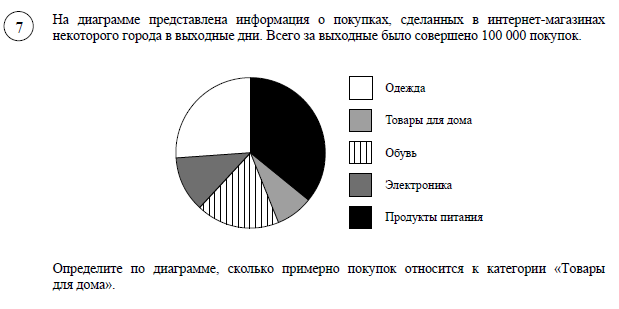 7
На диаграмме представлена информация о покупках, сделанных в интернет-магазинах
некоторого города в выходные дни. Всего за выходные было совершено 100 000 покупок.
Одежда
Товары для дома
Обувь
Электроника
Продукты питания
Определите по диаграмме, сколько примерно покупок относится к категории «Товары
для дома».